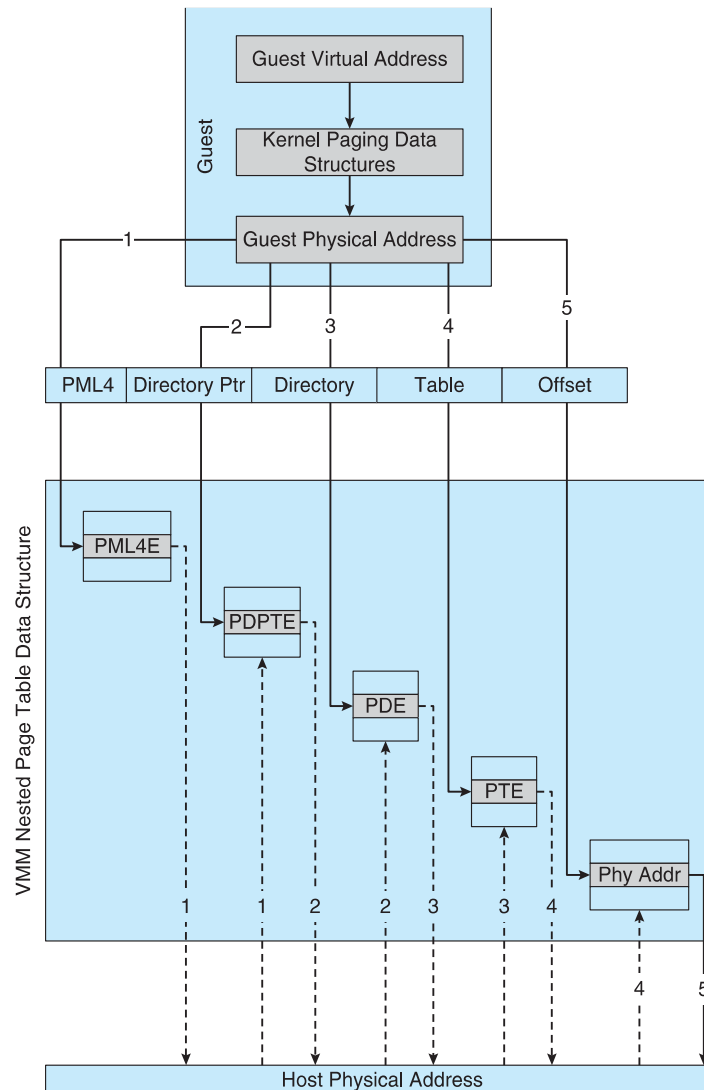 Guest Virtual Address
Kernel Paging Data
Structures
Guest
Guest Physical Address
1
2
3
4
5
PML4
Directory Ptr
Directory
Table
Offset
VMM Nested Page Table Data Structure
PML4E
PDPTE
PDE
PTE
Phy Addr
1
1
2
2
3
3
4
4
5
Host Physical Address